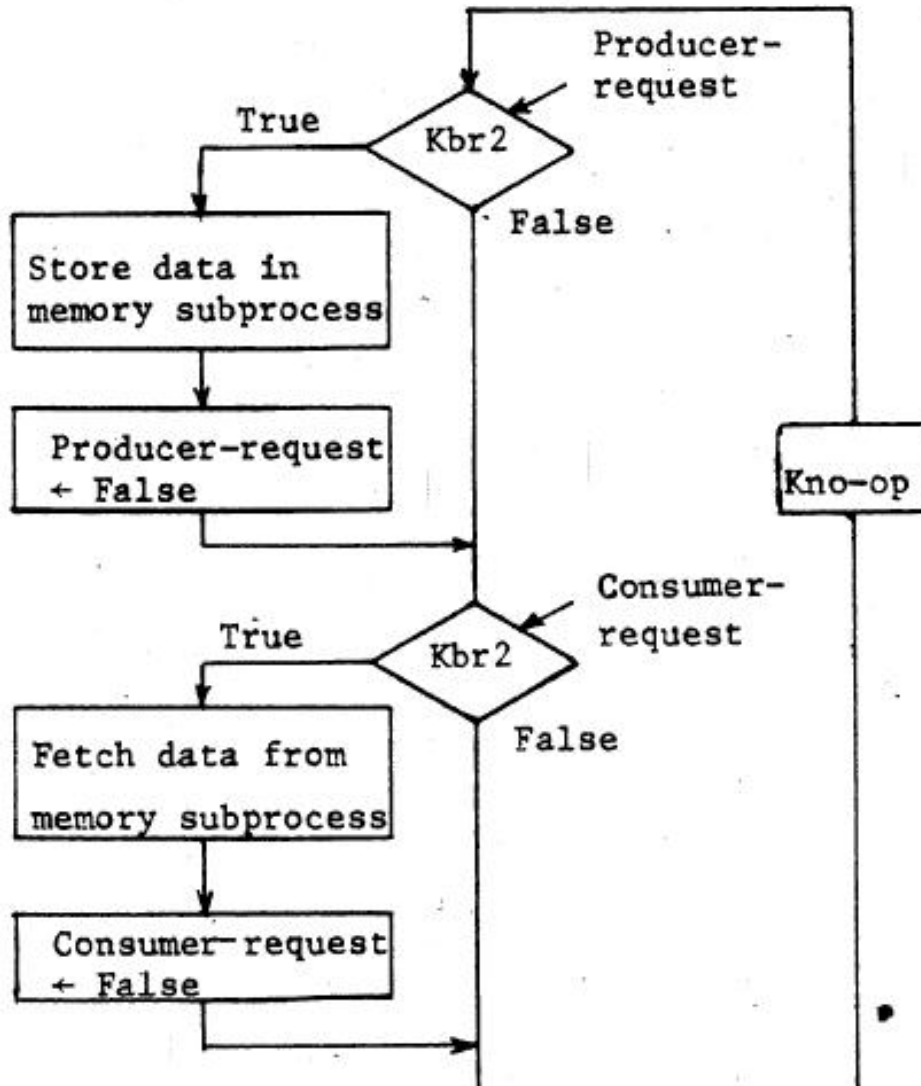 Producer-
request
True
Kbr2
False
Store data in
memory subprocess
Producer-request
← False
Kno-op
Consumer-
request
True
Kbr2
False
Fetch data from
memory subprocess
Consumer-request
← False